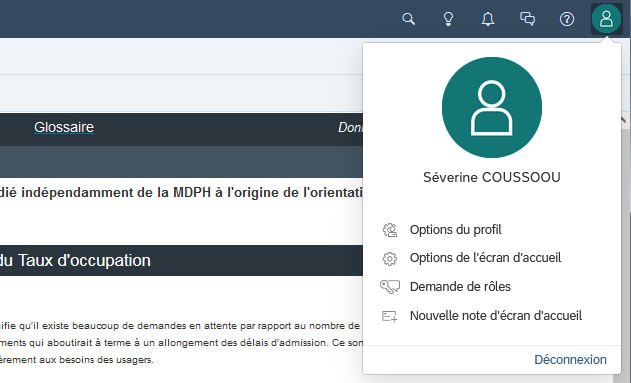 Glossaire
Donn
Séverine COUSSOOU
dié indépendamment de la MDPH à l'origine de l'orientati
Options du profil
du Taux d'occupation
Options de l'écran d'accueil
Demande de rôles
Nouvelle note d'écran d'accueil
nifie qu'il existe beaucoup de demandes en attente par rapport au nombre de
ments qui aboutirait à terme à un allongement des délais d'admission. Ce son
èrement aux besoins des usagers.
Déconnexion